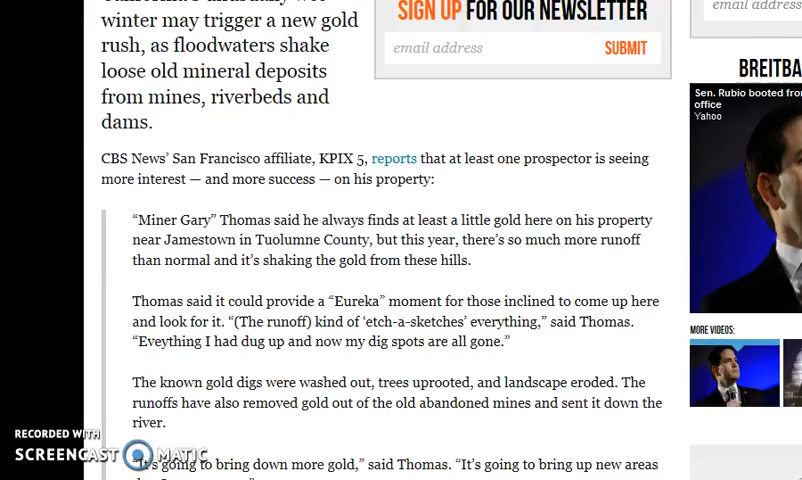 winter may trigger a new gold
rush, as floodwaters shake
loose old mineral deposits
from mines, riverbeds and
dams.
SIGN UP FOR OUR NEWSLETTER
email address
SUBMIT
email address
CBS News’ San Francisco affiliate, KPIX 5, reports that at least one prospector is seeing
more interest — and more success — on his property:
“Miner Gary” Thomas said he always finds at least a little gold here on his property
near Jamestown in Tuolumne County, but this year, there’s so much more runoff
than normal and it’s shaking the gold from these hills.
Thomas said it could provide a “Eureka” moment for those inclined to come up here
and look for it. “(The runoff) kind of ‘etch-a-sketches’ everything,” said Thomas.
“Eveything I had dug up and now my dig spots are all gone.”
The known gold digs were washed out, trees uprooted, and landscape eroded. The
runoffs have also removed gold out of the old abandoned mines and sent it down the
river.
“It’s going to bring down more gold,” said Thomas. “It’s going to bring up new areas
BREITBA
Sen. Rubio booted fro
office
Yahoo
MORE VIDEOS:
RECORDED WITH
SCREENCAST MATIC